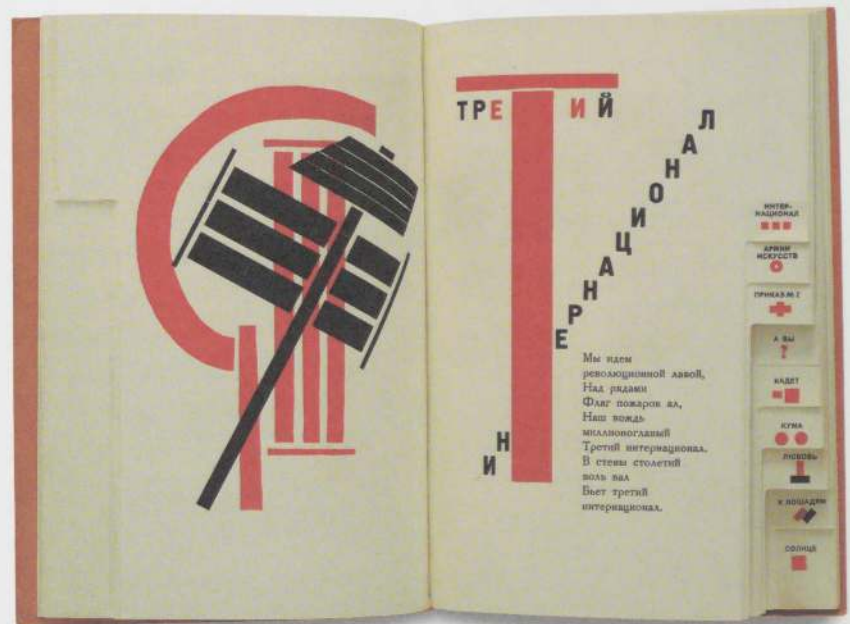 ТРЕТИЙ
ИНТЕРНАЦИОНАЛ
Мы идем
революционной лавой,
Над рядами
Флаг пожаров ал,
Наш вождь
миллионоглавый
Третий интернационал.
В стены столетий
воль вал
Бьет третий
интернационал.
ИНТЕР-
НАЦИОНАЛ
АРМИИ
ИСКУССТВ
ПРИКАЗ № 2
А ВЫ
?
КАДЕТ
КУМА
ЛЮБОВЬ
К ЛОШАДЯМ
СОЛНЦЕ